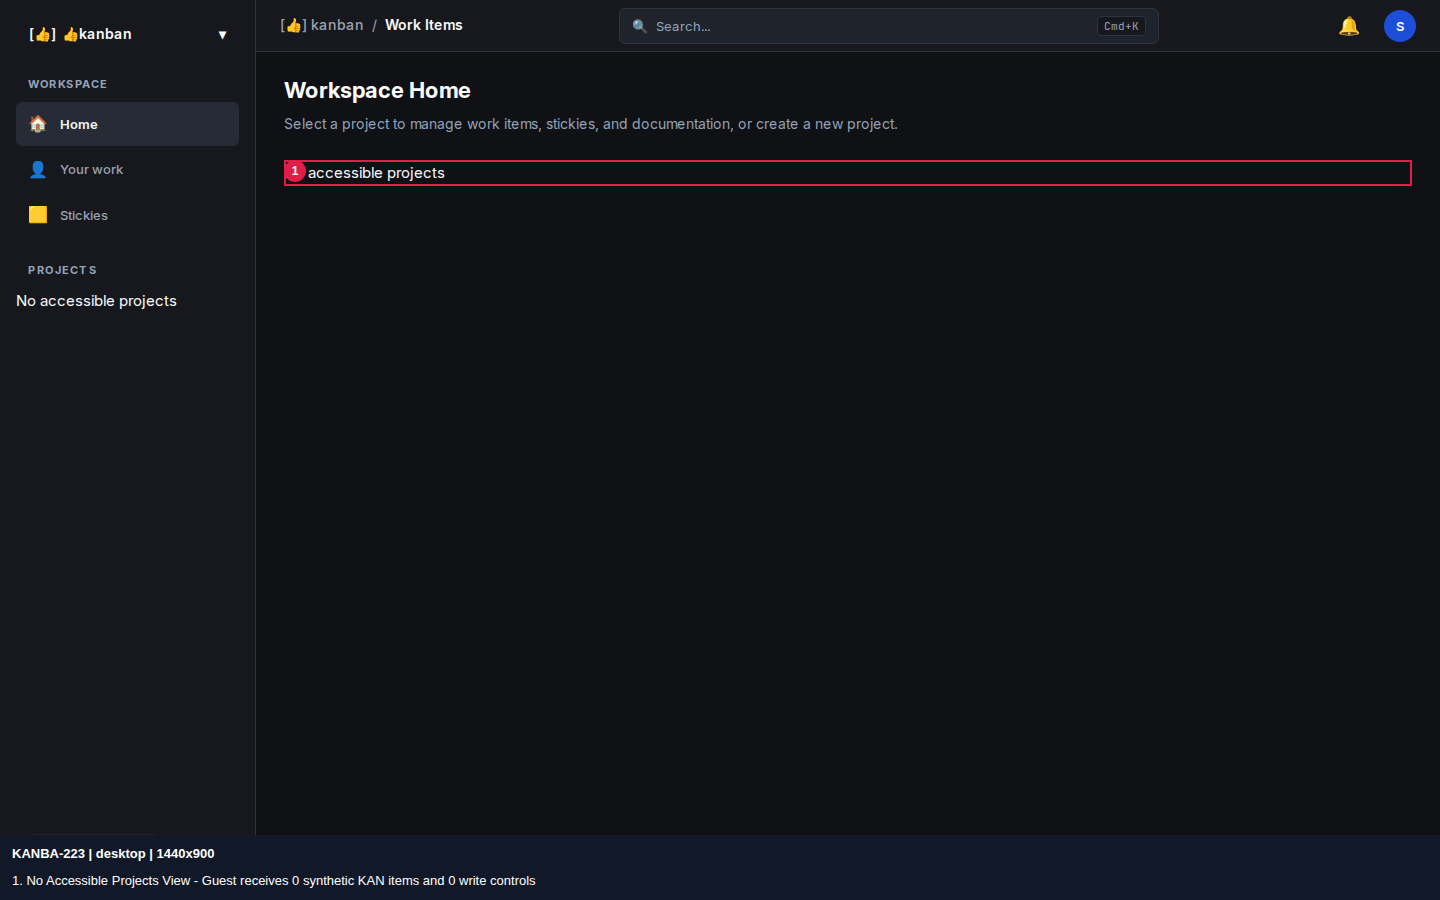 [👍] 👍kanban ▼
WORKSPACE
🏠 Home
👤 Your work
🟨 Stickies
PROJECTS
No accessible projects
[👍] kanban / Work Items
🔍 Search... Cmd+K
🔔 S
Workspace Home
Select a project to manage work items, stickies, and documentation, or create a new project.
1 accessible projects
KANBA-223 | desktop | 1440x900
1. No Accessible Projects View - Guest receives 0 synthetic KAN items and 0 write controls